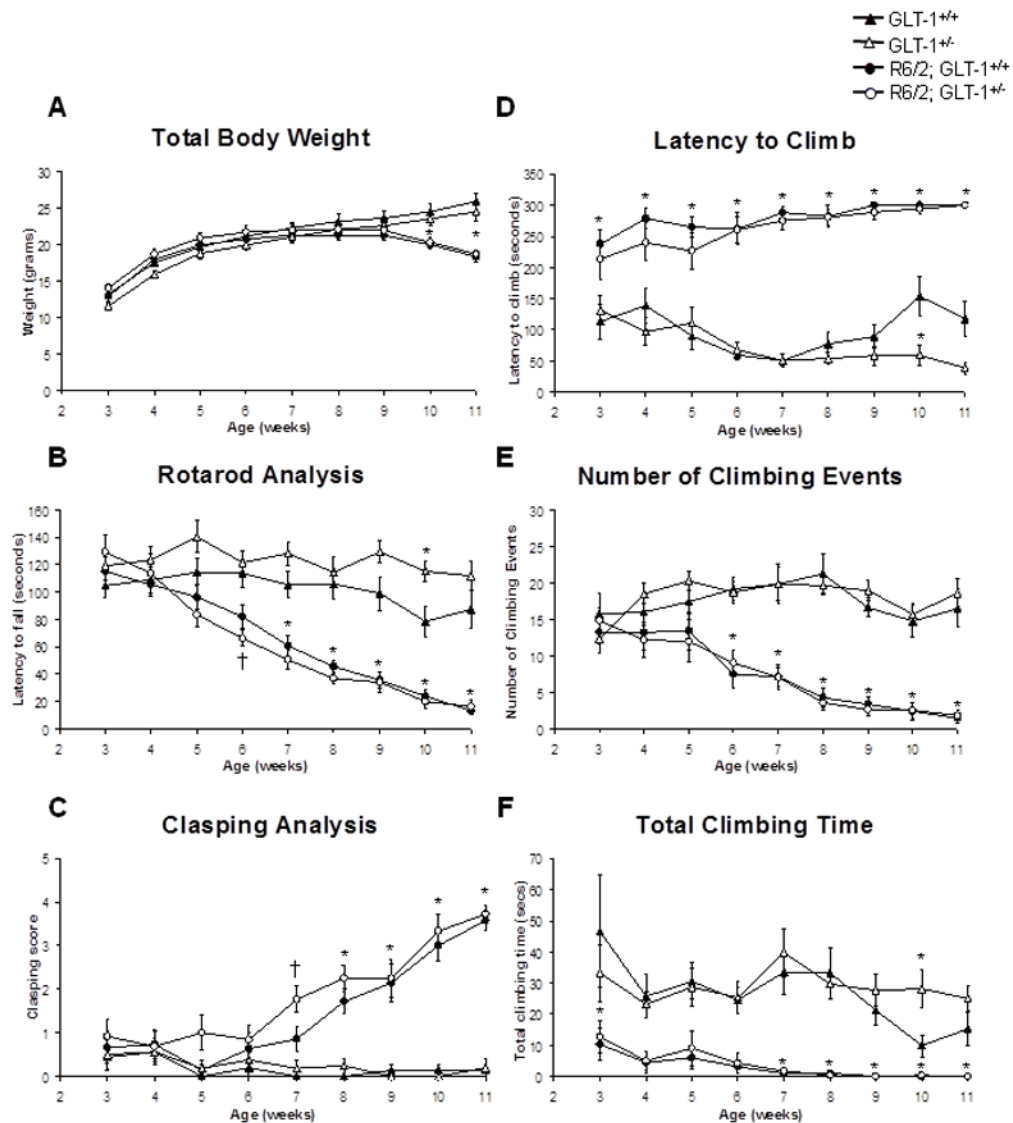 GLT-1+/+
GLT-1+/-
R6/2; GLT-1+/+
R6/2; GLT-1+/-
A
Total Body Weight
Weight (grams)
30
25
20
15
10
5
0
2 3 4 5 6 7 8 9 10 11
Age (weeks)
* *
D
Latency to Climb
Latency to climb (seconds)
350
300
250
200
150
100
50
0
2 3 4 5 6 7 8 9 10 11
Age (weeks)
* * * * * * * * *
*
B
Rotarod Analysis
Latency to fall (seconds)
160
140
120
100
80
60
40
20
0
2 3 4 5 6 7 8 9 10 11
Age (weeks)
*
† * * * * *
E
Number of Climbing Events
Number of Climbing Events
30
25
20
15
10
5
0
2 3 4 5 6 7 8 9 10 11
Age (weeks)
* * * * * *
C
Clasping Analysis
Clasping score
5
4
3
2
1
0
2 3 4 5 6 7 8 9 10 11
Age (weeks)
† * * * *
F
Total Climbing Time
Total climbing time (secs)
70
60
50
40
30
20
10
0
2 3 4 5 6 7 8 9 10 11
Age (weeks)
*
* * * * * *